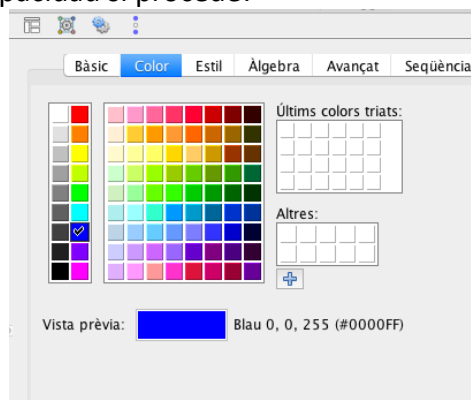 Bàsic Color Estil Àlgebra Avançat Seqüència
Últims colors triats:
Altres:
Vista prèvia: Blau 0, 0, 255 (#0000FF)